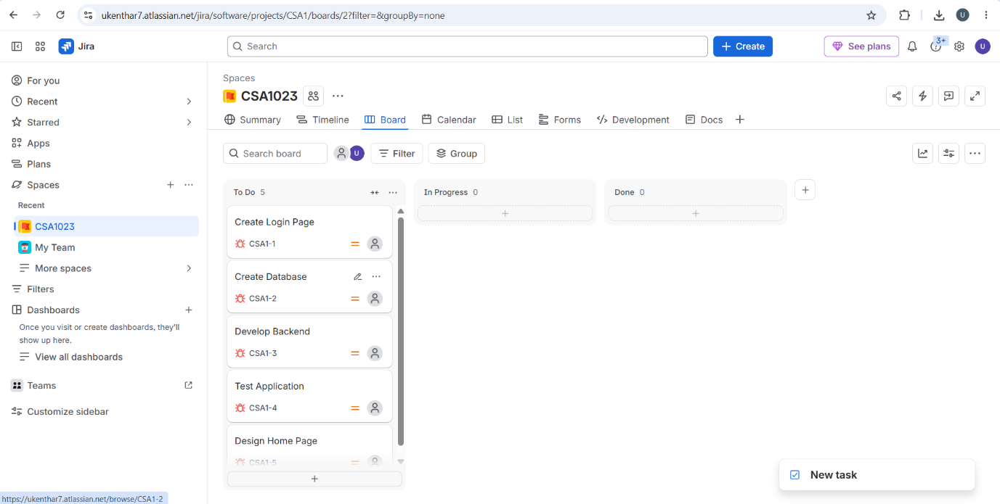 ukenthar7.atlassian.net/jira/software/projects/CSA1/boards/2?filter=&groupBy=none
U
Jira
Search
+ Create
See plans
3+
U
For you
Recent
Starred
Apps
Plans
Spaces
Recent
CSA1023
My Team
More spaces
Filters
Dashboards
Once you visit or create dashboards, they'll
show up here.
View all dashboards
Teams
Customize sidebar
Spaces
CSA1023
Summary
Timeline
Board
Calendar
List
Forms
Development
Docs
Search board
U
Filter
Group
To Do 5
Create Login Page
CSA1-1
Create Database
CSA1-2
Develop Backend
CSA1-3
Test Application
CSA1-4
Design Home Page
CSA1-5
In Progress 0
Done 0
New task
https://ukenthar7.atlassian.net/browse/CSA1-2